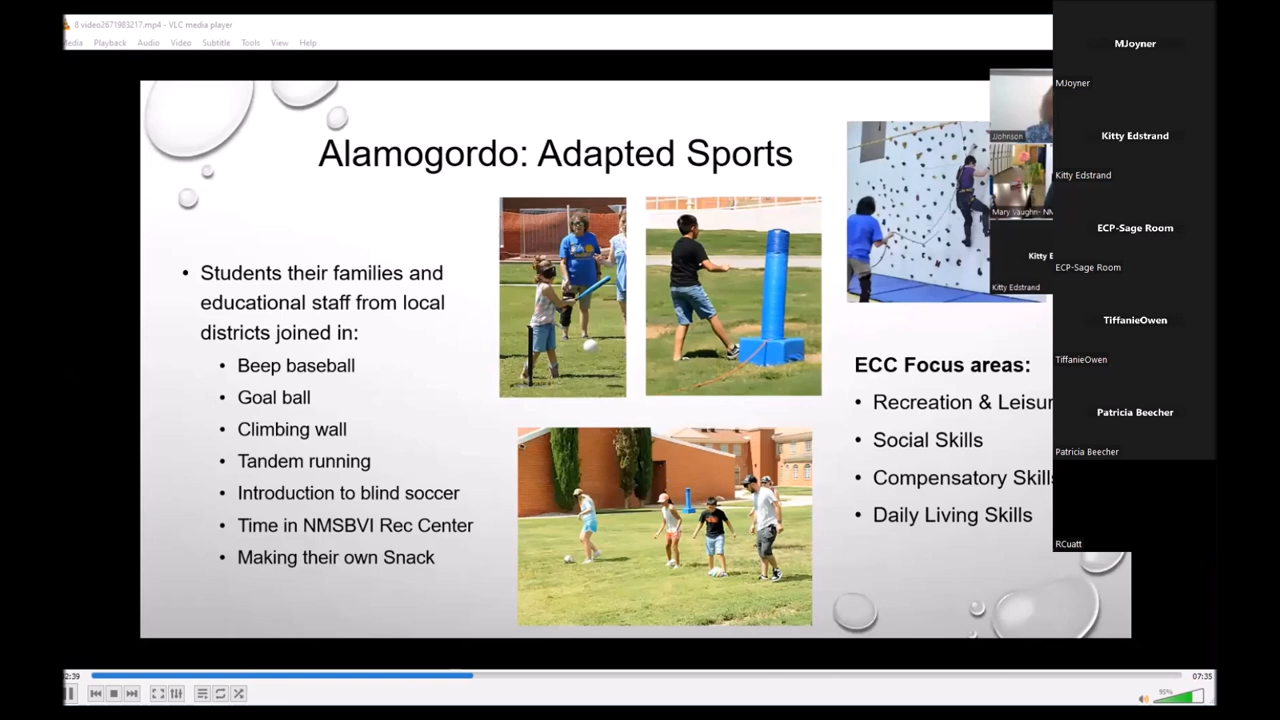 8 video2671983217.mp4 - VLC media player
Media Playback Audio Video Subtitle Tools View Help
Alamogordo: Adapted Sports
• Students their families and
educational staff from local
districts joined in:
• Beep baseball
• Goal ball
• Climbing wall
• Tandem running
• Introduction to blind soccer
• Time in NMSBVI Rec Center
• Making their own Snack
ECC Focus areas:
• Recreation & Leisur
• Social Skills
• Compensatory Skills
• Daily Living Skills
JJohnson
Mary Vaughn- NM
Kitty E
Kitty Edstrand
MJoyner
MJoyner
Kitty Edstrand
Kitty Edstrand
ECP-Sage Room
ECP-Sage Room
TiffanieOwen
TiffanieOwen
Patricia Beecher
Patricia Beecher
RCuatt
2:39
07:35
95%